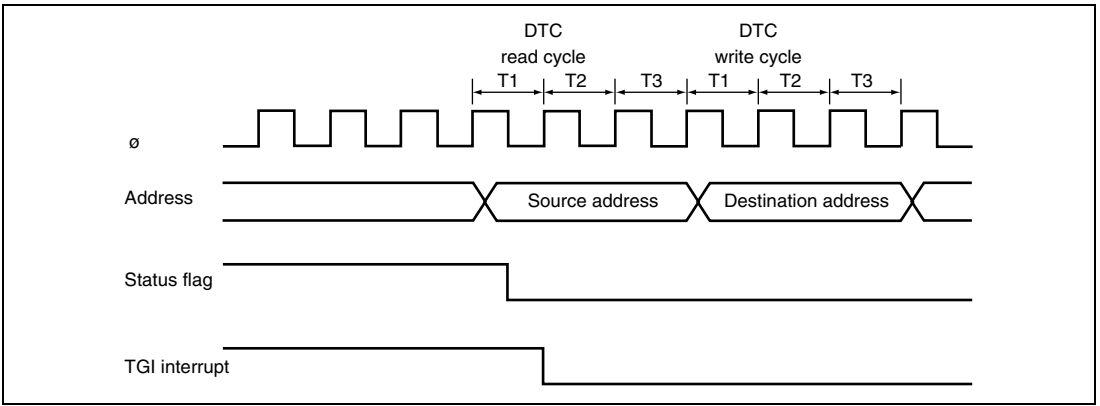 DTC DTC
read cycle write cycle
T1 T2 T3 T1 T2 T3
ø
Address Source address Destination address
Status flag
TGI interrupt